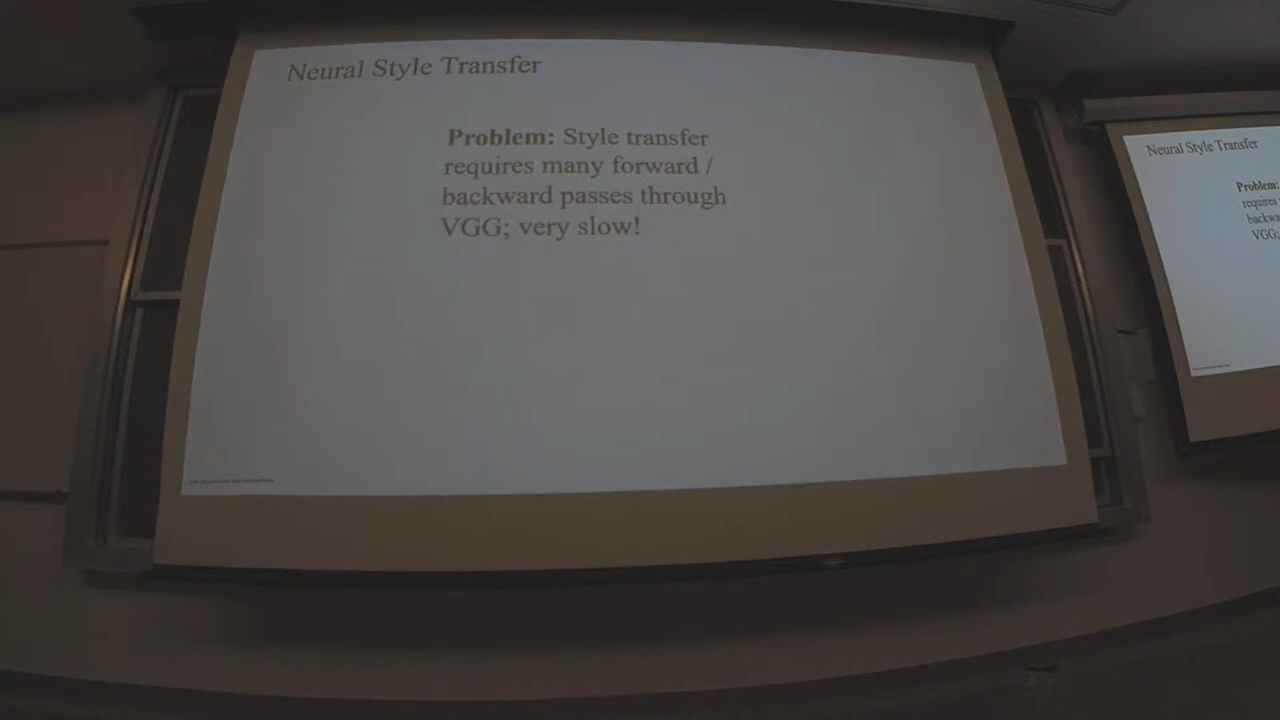 Neural Style Transfer
Problem: Style transfer
requires many forward /
backward passes through
VGG; very slow!
Neural Style Transfer
Problem:
requires
backwa
VGG;